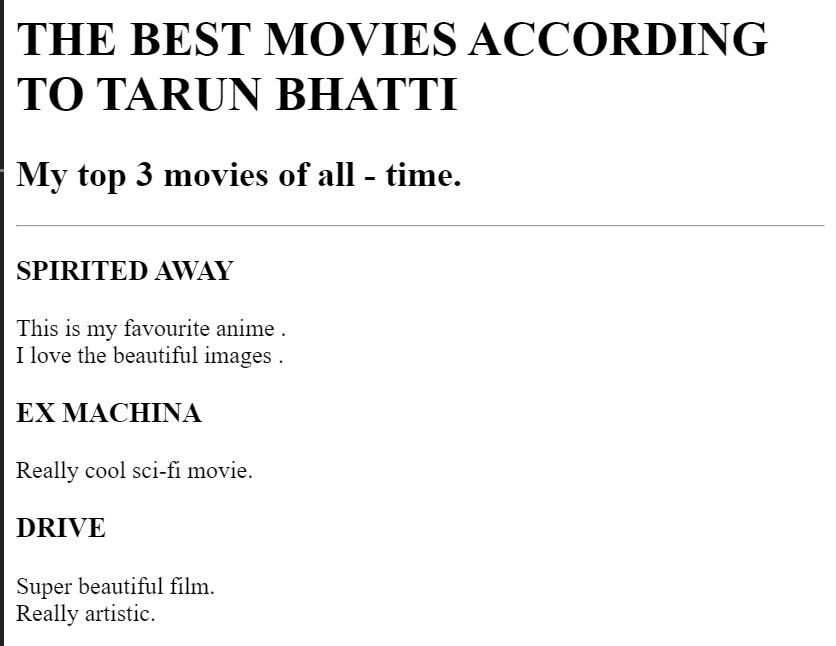 THE BEST MOVIES ACCORDING
TO TARUN BHATTI
My top 3 movies of all - time.
SPIRITED AWAY
This is my favourite anime .
I love the beautiful images .
EX MACHINA
Really cool sci-fi movie.
DRIVE
Super beautiful film.
Really artistic.